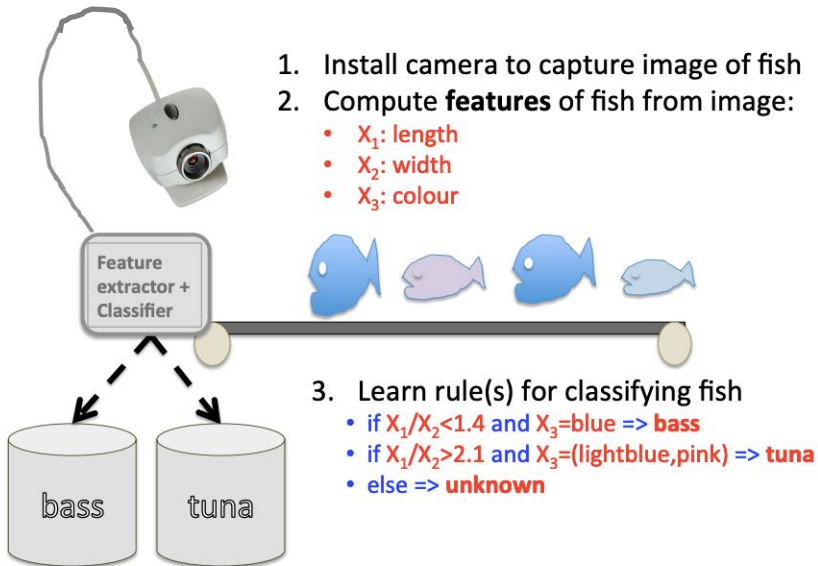 1. Install camera to capture image of fish
2. Compute features of fish from image:
• X₁: length
• X₂: width
• X₃: colour
Feature
extractor +
Classifier
3. Learn rule(s) for classifying fish
• if X₁/X₂<1.4 and X₃=blue => bass
• if X₁/X₂>2.1 and X₃=(lightblue,pink) => tuna
• else => unknown
bass
tuna